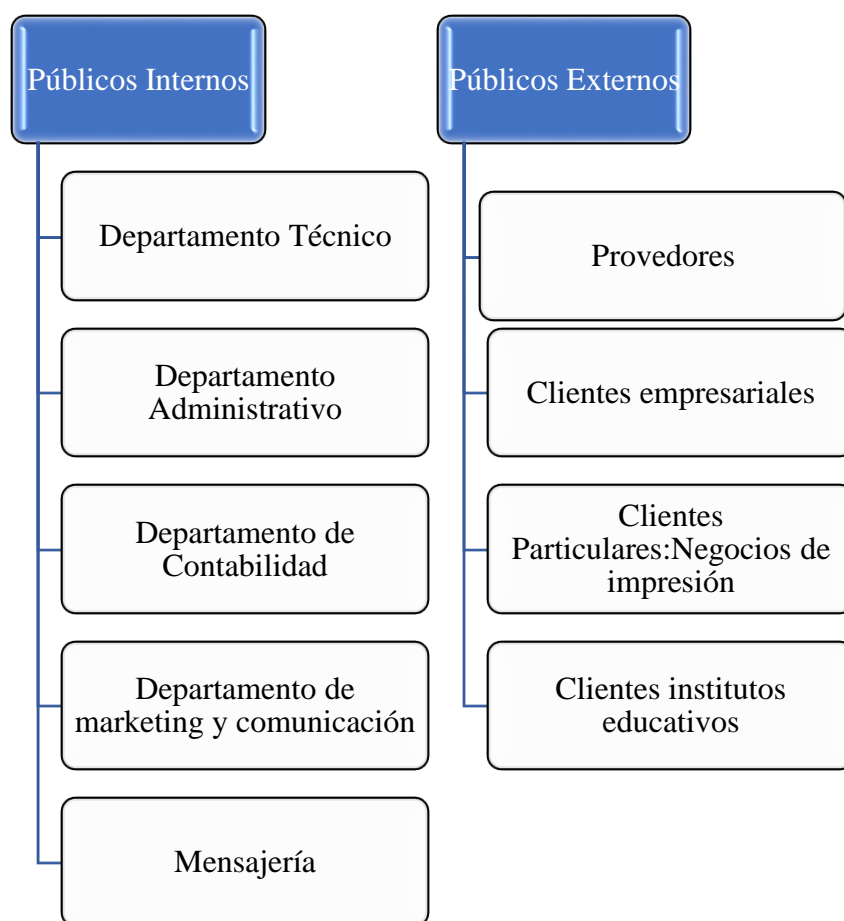 Públicos Internos
Departamento Técnico
Departamento
Administrativo
Departamento de
Contabilidad
Departamento de
marketing y comunicación
Mensajería
Públicos Externos
Provedores
Clientes empresariales
Clientes
Particulares:Negocios de
impresión
Clientes institutos
educativos